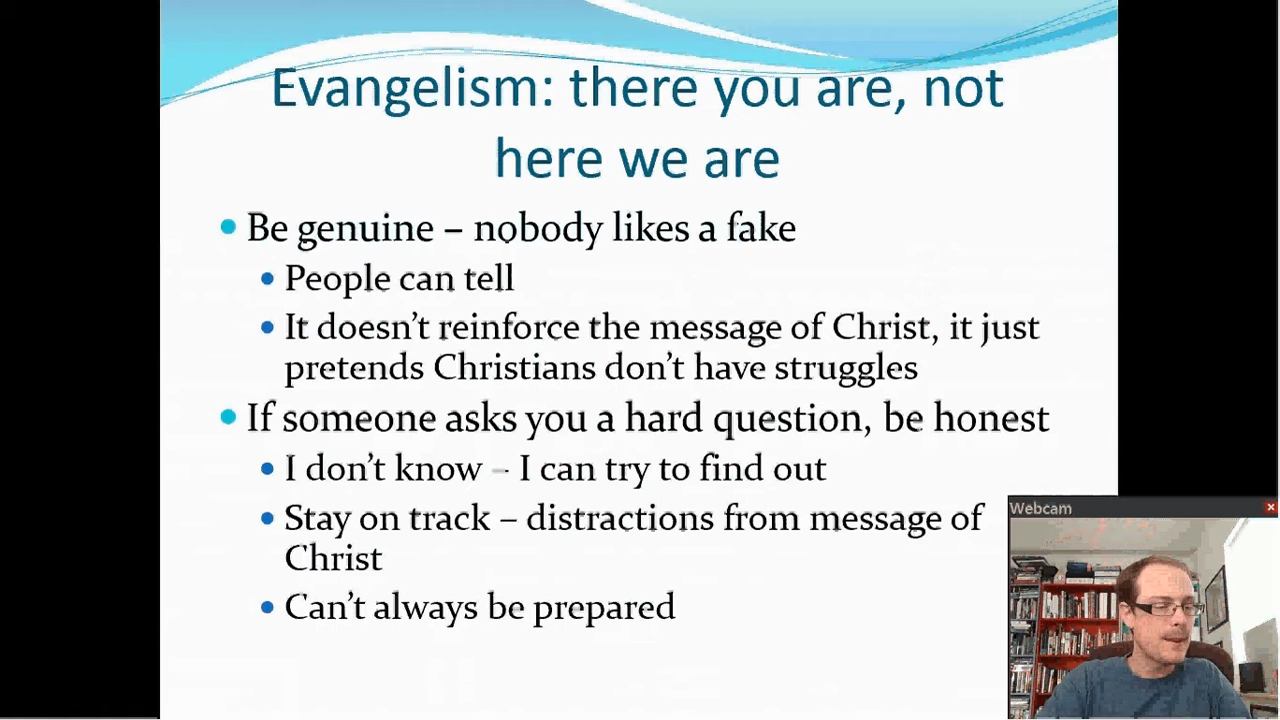 Evangelism: there you are, not
here we are
Be genuine – nobody likes a fake
People can tell
It doesn't reinforce the message of Christ, it just
pretends Christians don't have struggles
If someone asks you a hard question, be honest
I don't know – I can try to find out
Stay on track – distractions from message of
Christ
Can't always be prepared
Webcam